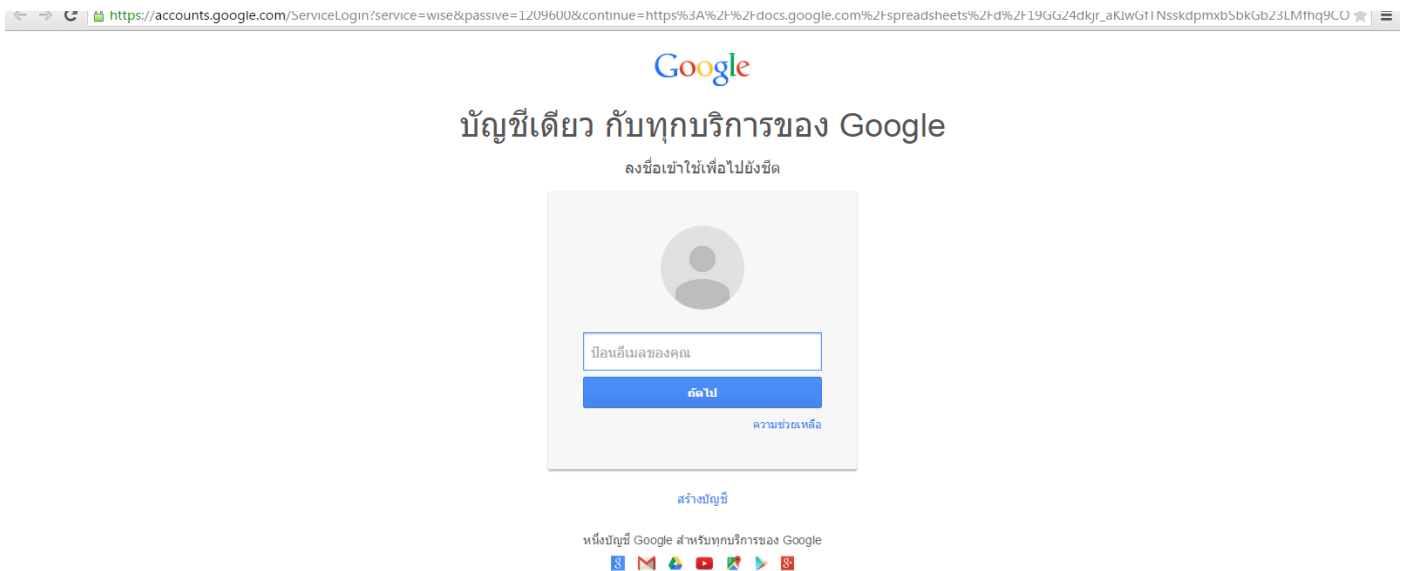 https://accounts.google.com/ServiceLogin?service=wise&passive=1209600&continue=https%3A%2F%2Fdocs.google.com%2Fspreadsheets%2Fd%2F19GG24dkjr_aKIwGfTNsskdpmxbSbkGb23LMfhq9CO
Google
บัญชีเดียว กับทุกบริการของ Google
ลงชื่อเข้าใช้เพื่อไปยังชีต
ป้อนอีเมลของคุณ
ถัดไป
ความช่วยเหลือ
สร้างบัญชี
หนึ่งบัญชี Google สำหรับทุกบริการของ Google